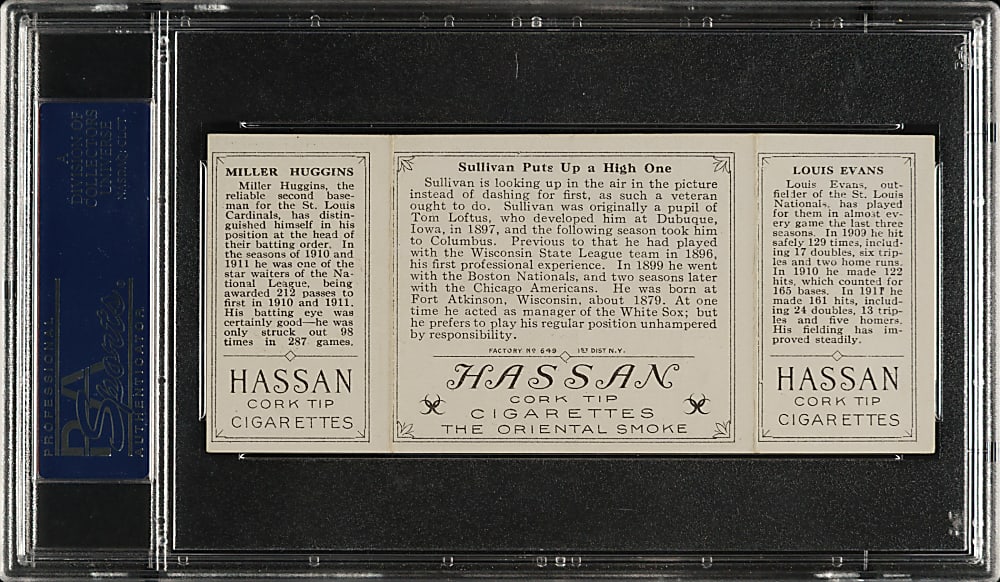 A
DIVISION OF
COLLECTORS
UNIVERSE
NASDAQ: CLCT
PROFESSIONAL
PSA
Sports
AUTHENTICATOR
MILLER HUGGINS
Miller Huggins, the
reliable second base-
man for the St. Louis
Cardinals, has distin-
guished himself in his
position at the head of
their batting order. In
the seasons of 1910 and
1911 he was one of the
star waiters of the Na-
tional League, being
awarded 212 passes to
first in 1910 and 1911.
His batting eye was
certainly good—he was
only struck out 98
times in 287 games.
HASSAN
CORK TIP
CIGARETTES
Sullivan Puts Up a High One
Sullivan is looking up in the air in the picture
instead of dashing for first, as such a veteran
ought to do. Sullivan was originally a pupil of
Tom Loftus, who developed him at Dubuque,
Iowa, in 1897, and the following season took him
to Columbus. Previous to that he had played
with the Wisconsin State League team in 1896,
his first professional experience. In 1899 he went
with the Boston Nationals, and two seasons later
with the Chicago Americans. He was born at
Fort Atkinson, Wisconsin, about 1879. At one
time he acted as manager of the White Sox; but
he prefers to play his regular position unhampered
by responsibility.
FACTORY Nº 649 1ST DIST N.Y.
HASSAN
CORK TIP
CIGARETTES
THE ORIENTAL SMOKE
LOUIS EVANS
Louis Evans, out-
fielder of the St. Louis
Nationals, has played
for them in almost ev-
ery game the last three
seasons. In 1909 he hit
safely 129 times, includ-
ing 17 doubles, six trip-
les and two home runs.
In 1910 he made 122
hits, which counted for
165 bases. In 1911 he
made 161 hits, includ-
ing 24 doubles, 13 trip-
les and five homers.
His fielding has im-
proved steadily.
HASSAN
CORK TIP
CIGARETTES